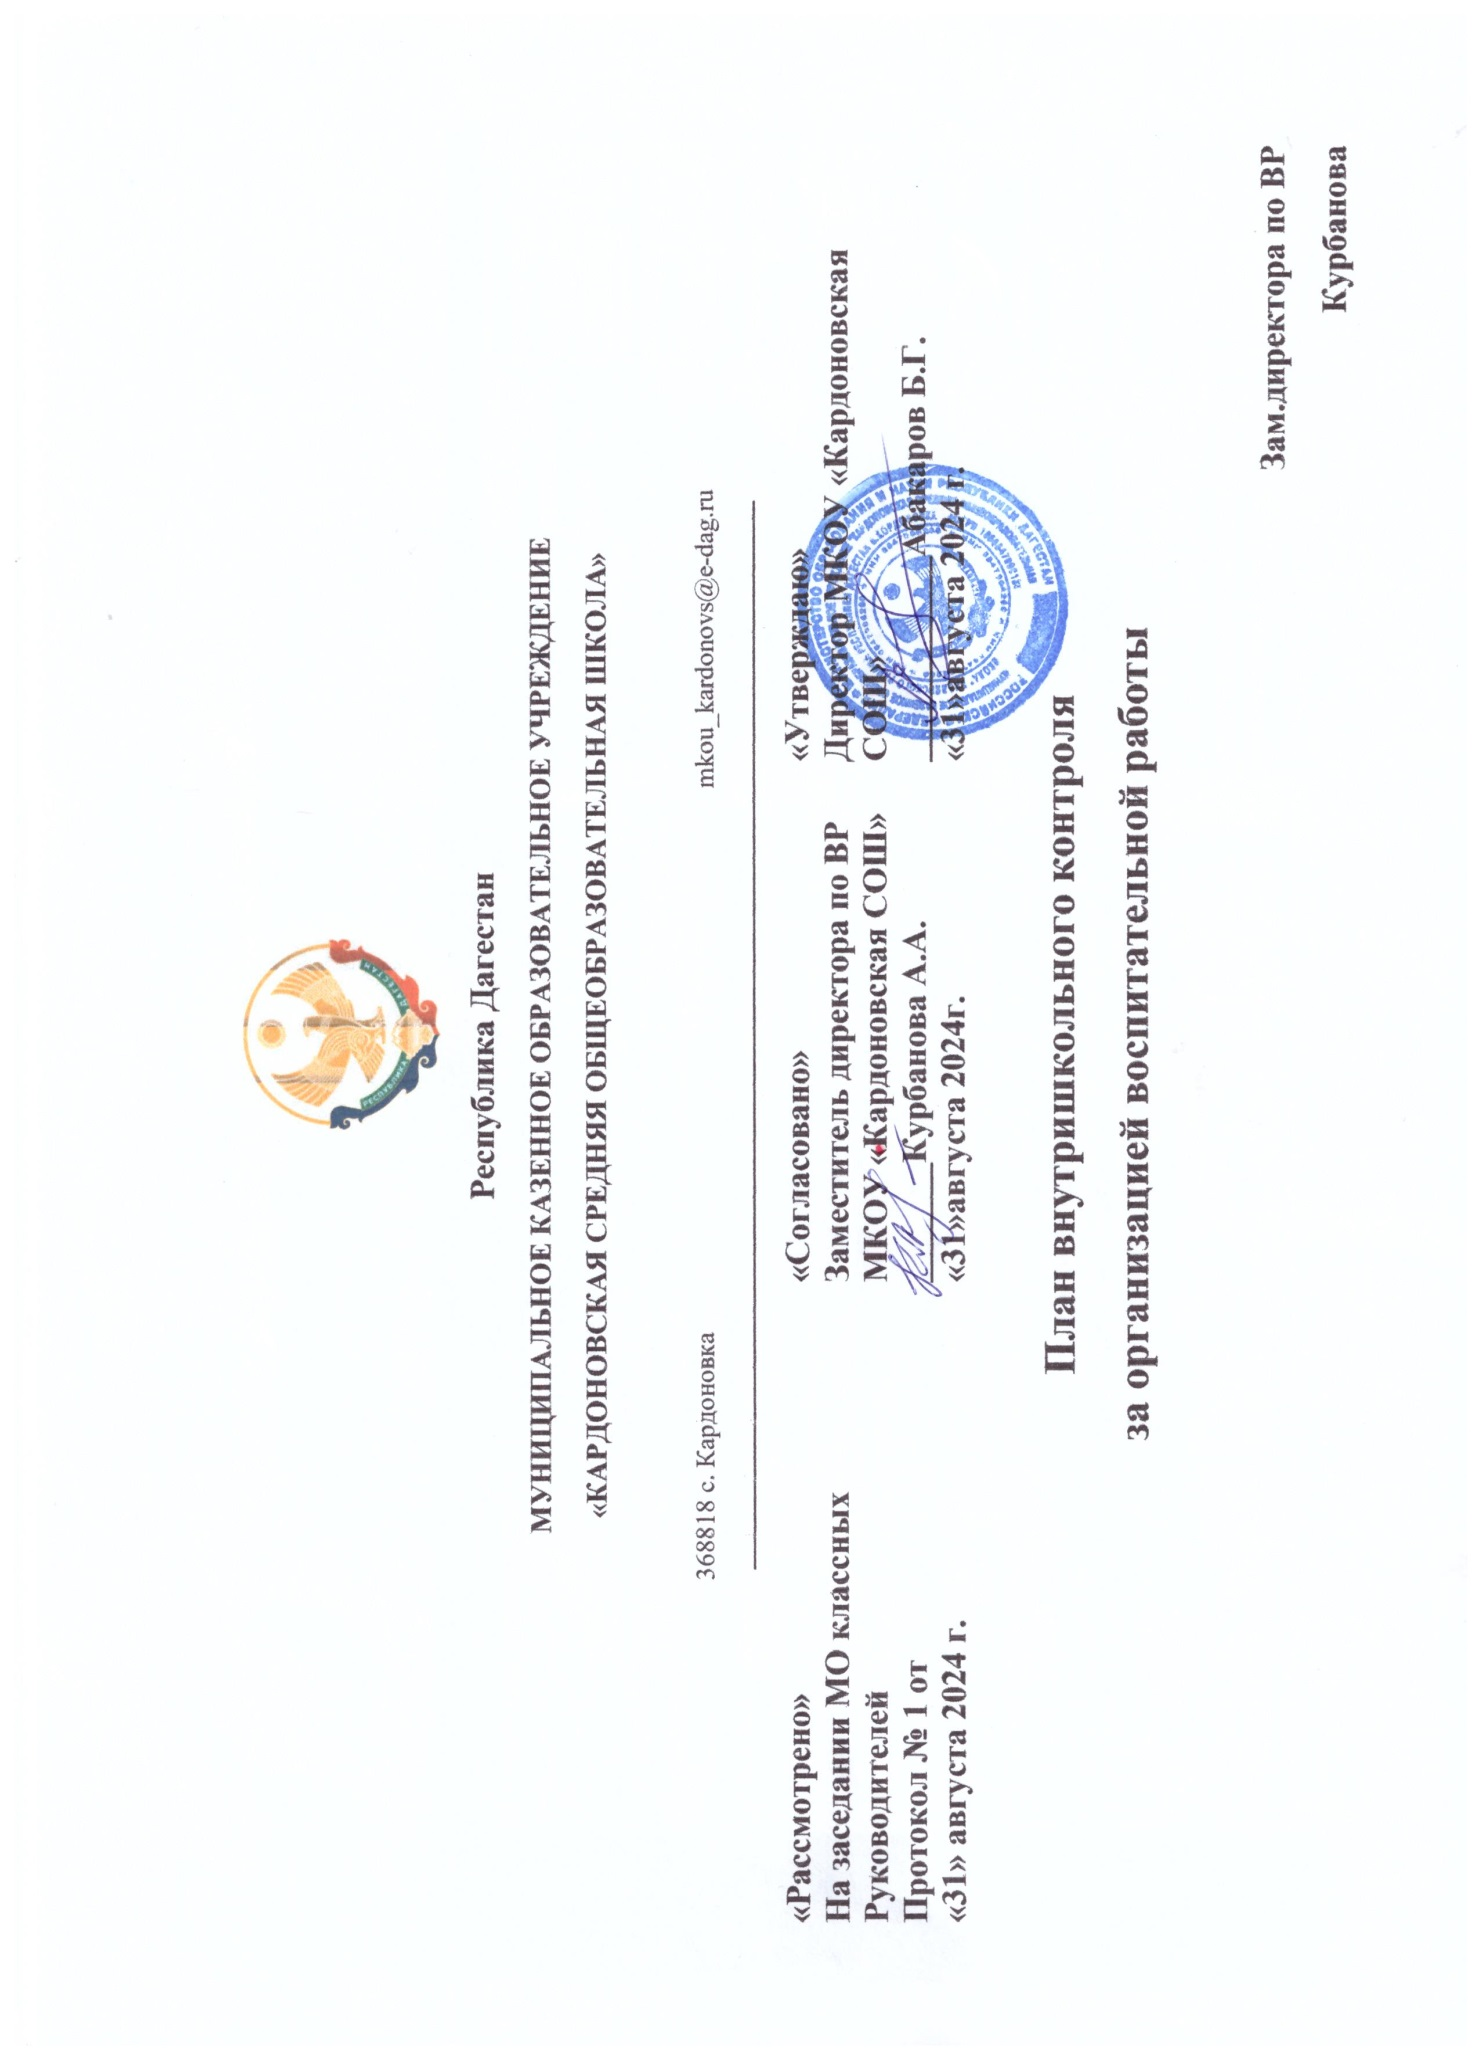 РЕСПУБЛИКА ДАГЕСТАН
Республика Дагестан
МУНИЦИПАЛЬНОЕ КАЗЕННОЕ ОБРАЗОВАТЕЛЬНОЕ УЧРЕЖДЕНИЕ
«КАРДОНОВСКАЯ СРЕДНЯЯ ОБЩЕОБРАЗОВАТЕЛЬНАЯ ШКОЛА»
368818 с. Кардоновка mkou_kardonovs@e-dag.ru
«Рассмотрено»
На заседании МО классных
Руководителей
Протокол № 1 от
«31» августа 2024 г.
«Согласовано»
Заместитель директора по ВР
МКОУ «Кардоновская СОШ»
Курбанова А.А.
«31»августа 2024г.
«Утверждаю»
Директор МКОУ «Кардоновская
СОШ»
Абакаров Б.Г.
«31»августа 2024 г.
План внутришкольного контроля
за организацией воспитательной работы
Зам.директора по ВР
Курбанова